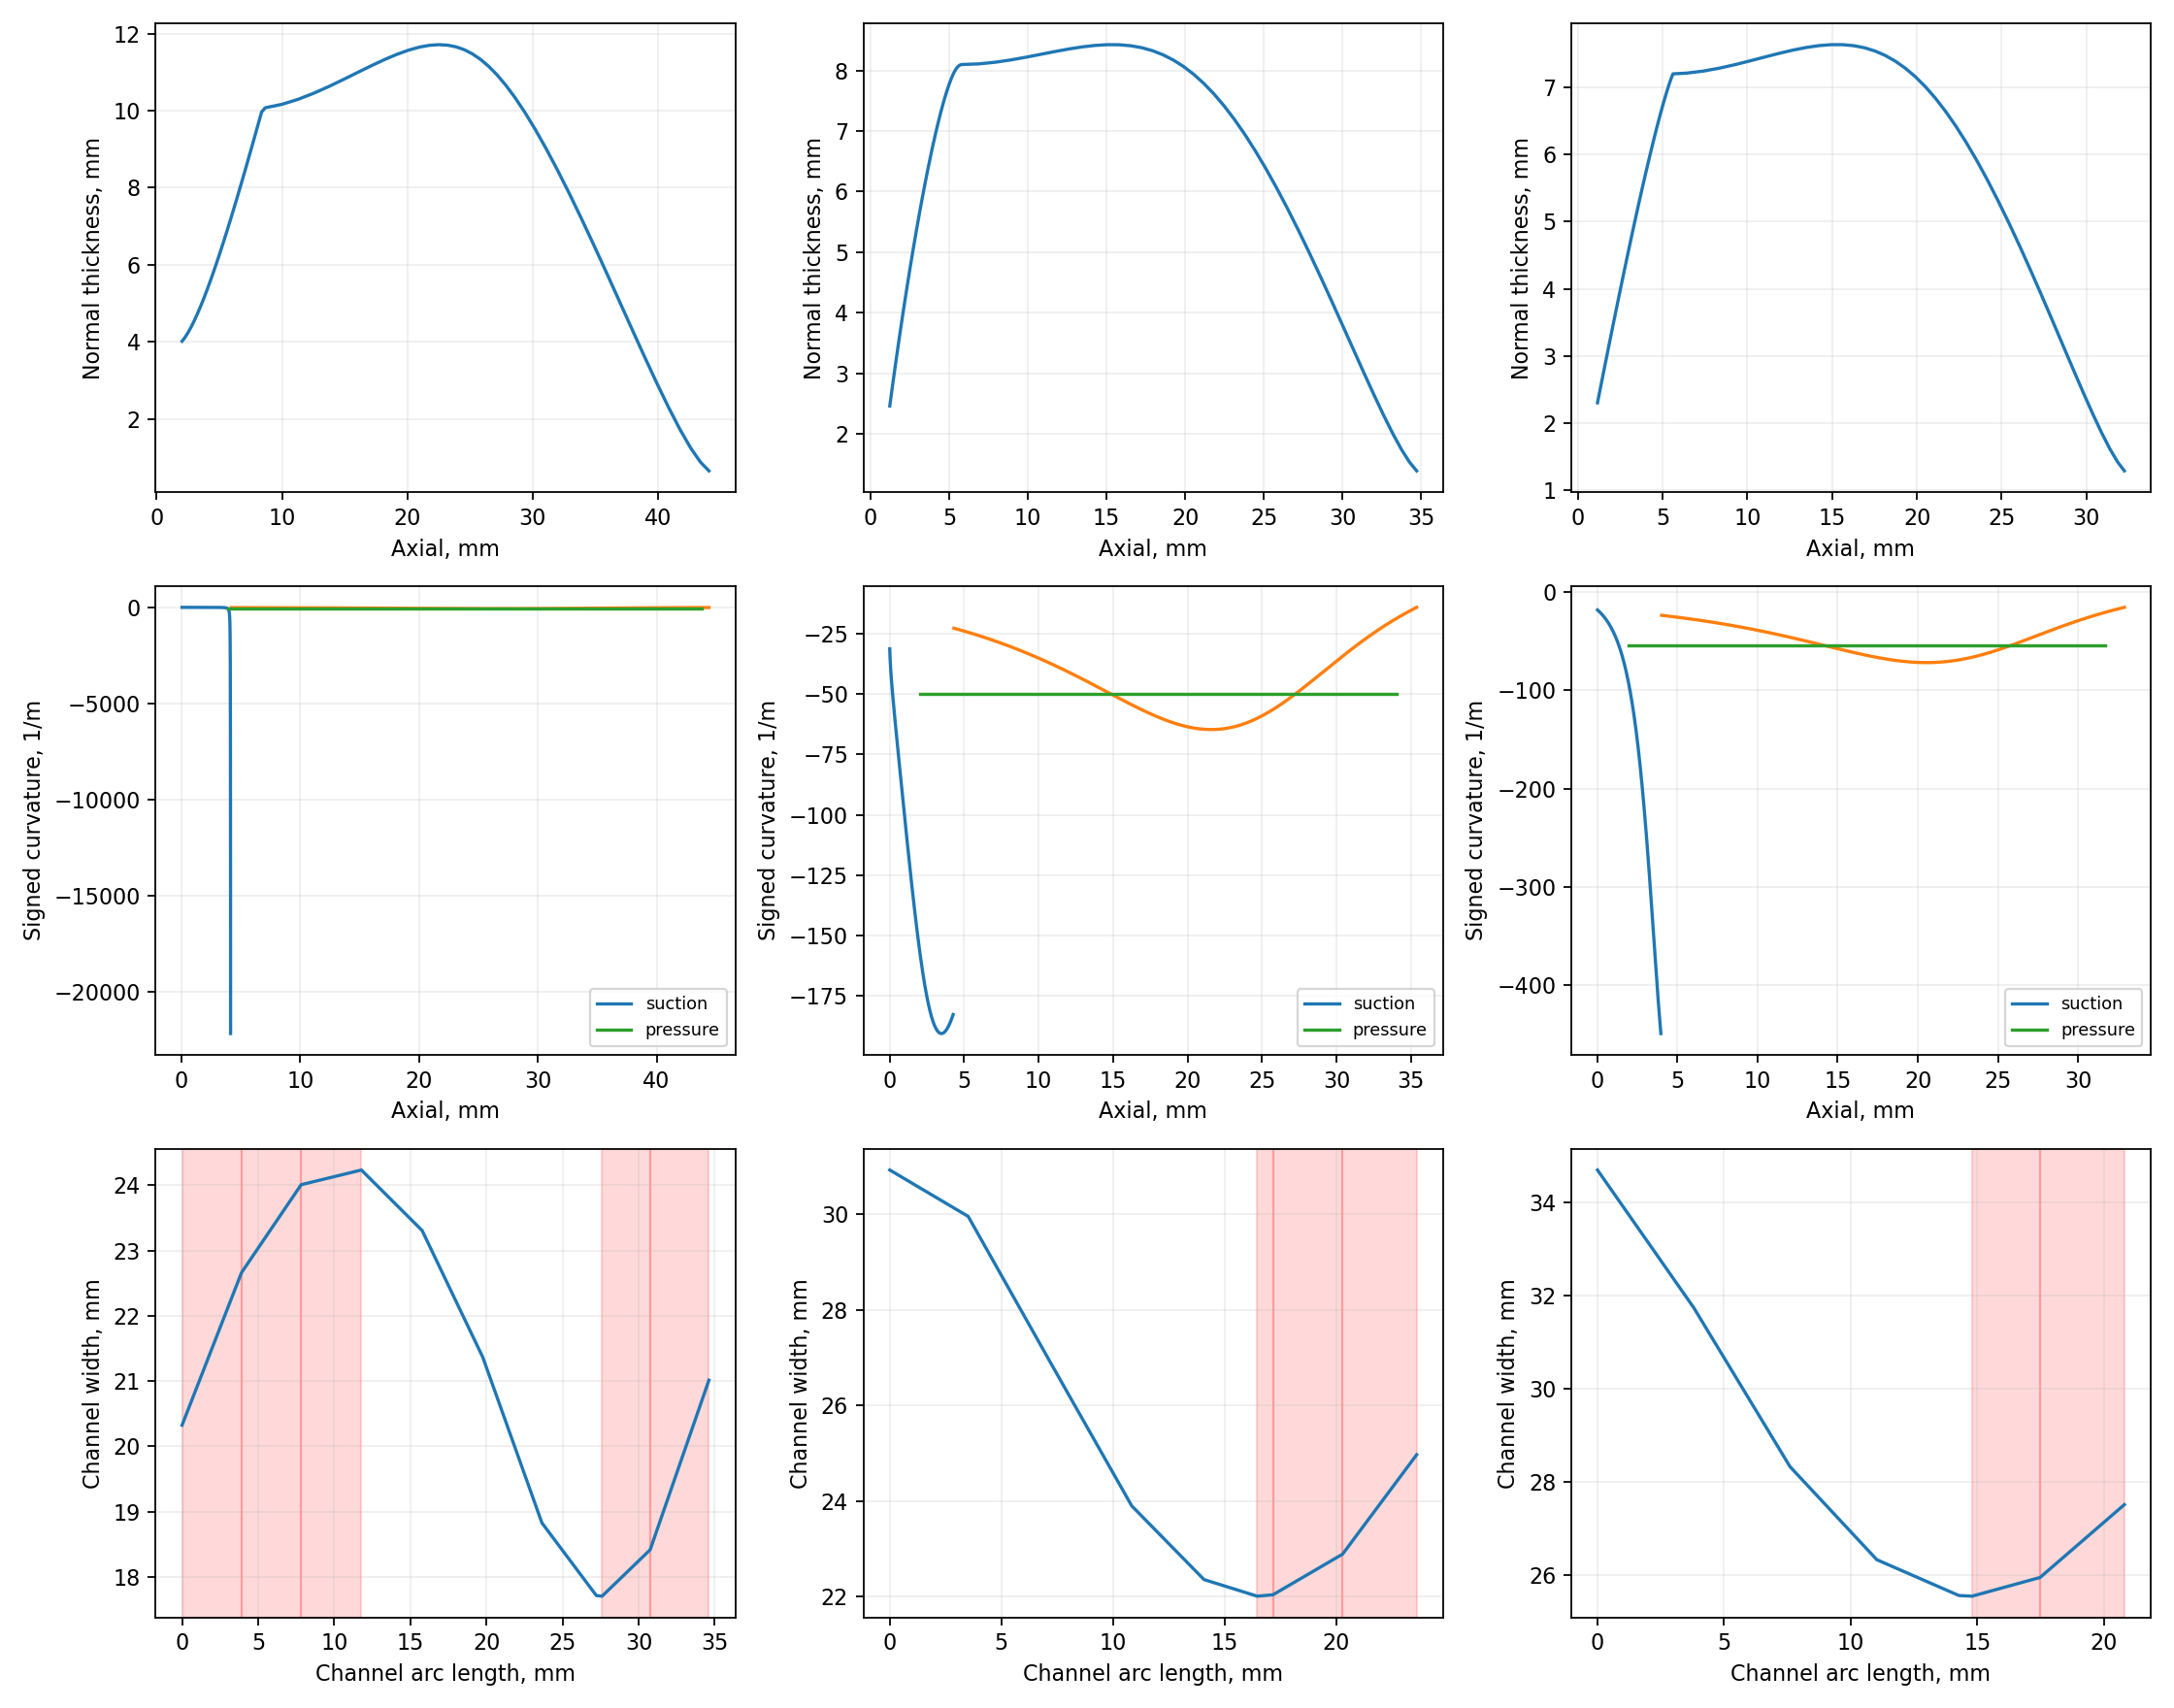 Normal thickness, mm
12
10
8
6
4
2
0 10 20 30 40
Axial, mm
Normal thickness, mm
8
7
6
5
4
3
2
0 5 10 15 20 25 30 35
Axial, mm
Normal thickness, mm
7
6
5
4
3
2
1
0 5 10 15 20 25 30
Axial, mm
Signed curvature, 1/m
0
−5000
−10000
−15000
−20000
suction
pressure
0 10 20 30 40
Axial, mm
Signed curvature, 1/m
−25
−50
−75
−100
−125
−150
−175
suction
pressure
0 5 10 15 20 25 30 35
Axial, mm
Signed curvature, 1/m
0
−100
−200
−300
−400
suction
pressure
0 5 10 15 20 25 30
Axial, mm
Channel width, mm
24
23
22
21
20
19
18
0 5 10 15 20 25 30 35
Channel arc length, mm
Channel width, mm
30
28
26
24
22
0 5 10 15 20
Channel arc length, mm
Channel width, mm
34
32
30
28
26
0 5 10 15 20
Channel arc length, mm